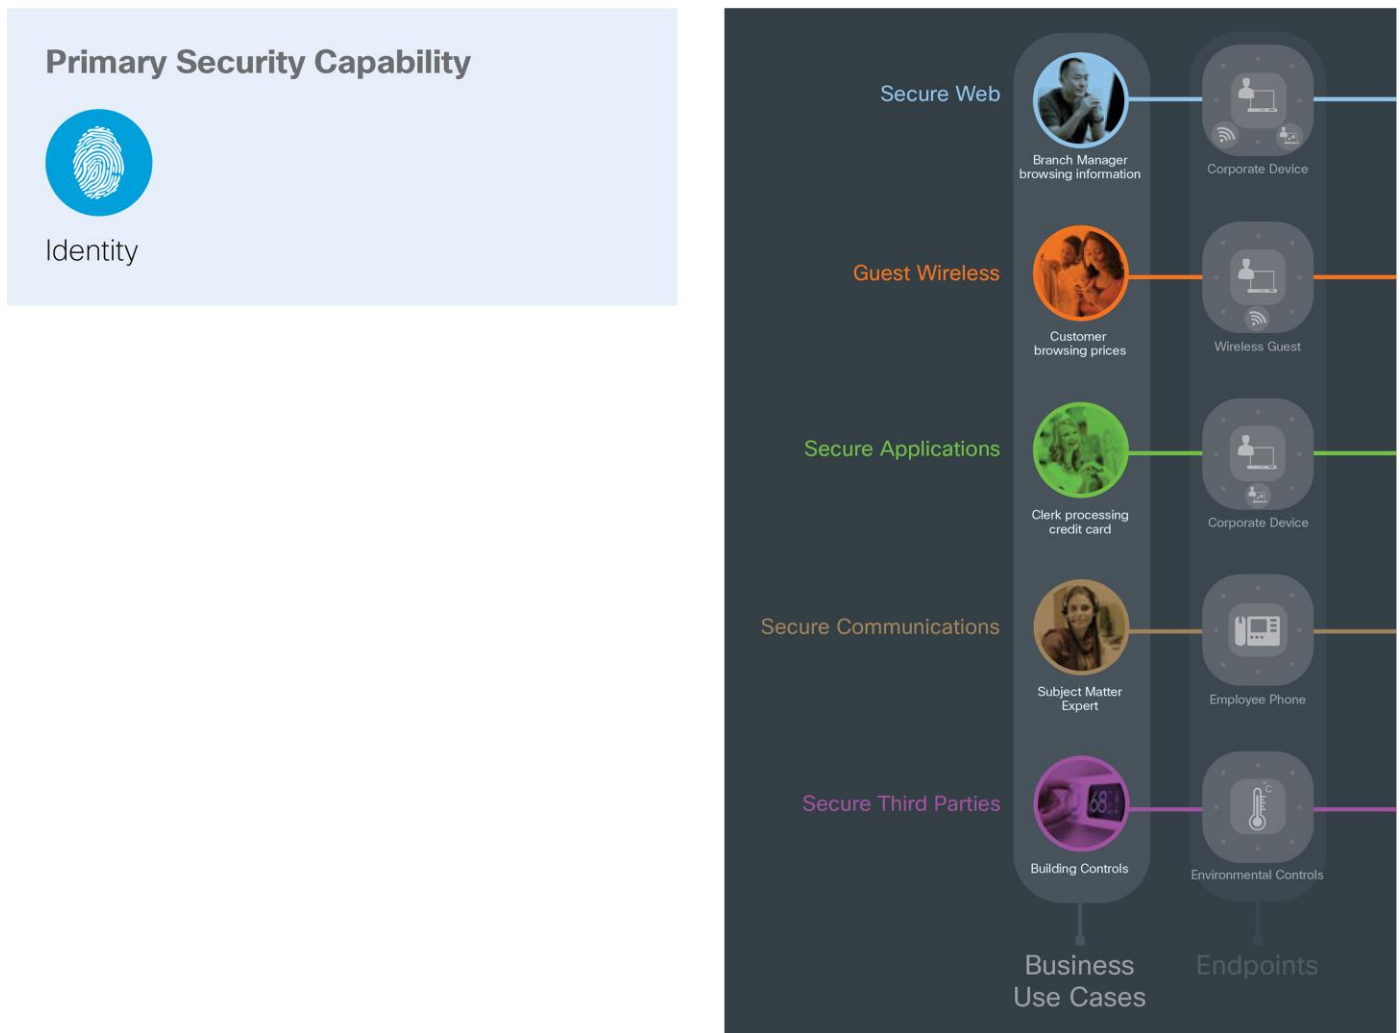 Primary Security Capability
Identity
Secure Web
Branch Manager
browsing information
Corporate Device
Guest Wireless
Customer
browsing prices
Wireless Guest
Secure Applications
Clerk processing
credit card
Corporate Device
Secure Communications
Subject Matter
Expert
Employee Phone
Secure Third Parties
68
°C
Building Controls
Environmental Controls
Business
Use Cases
Endpoints